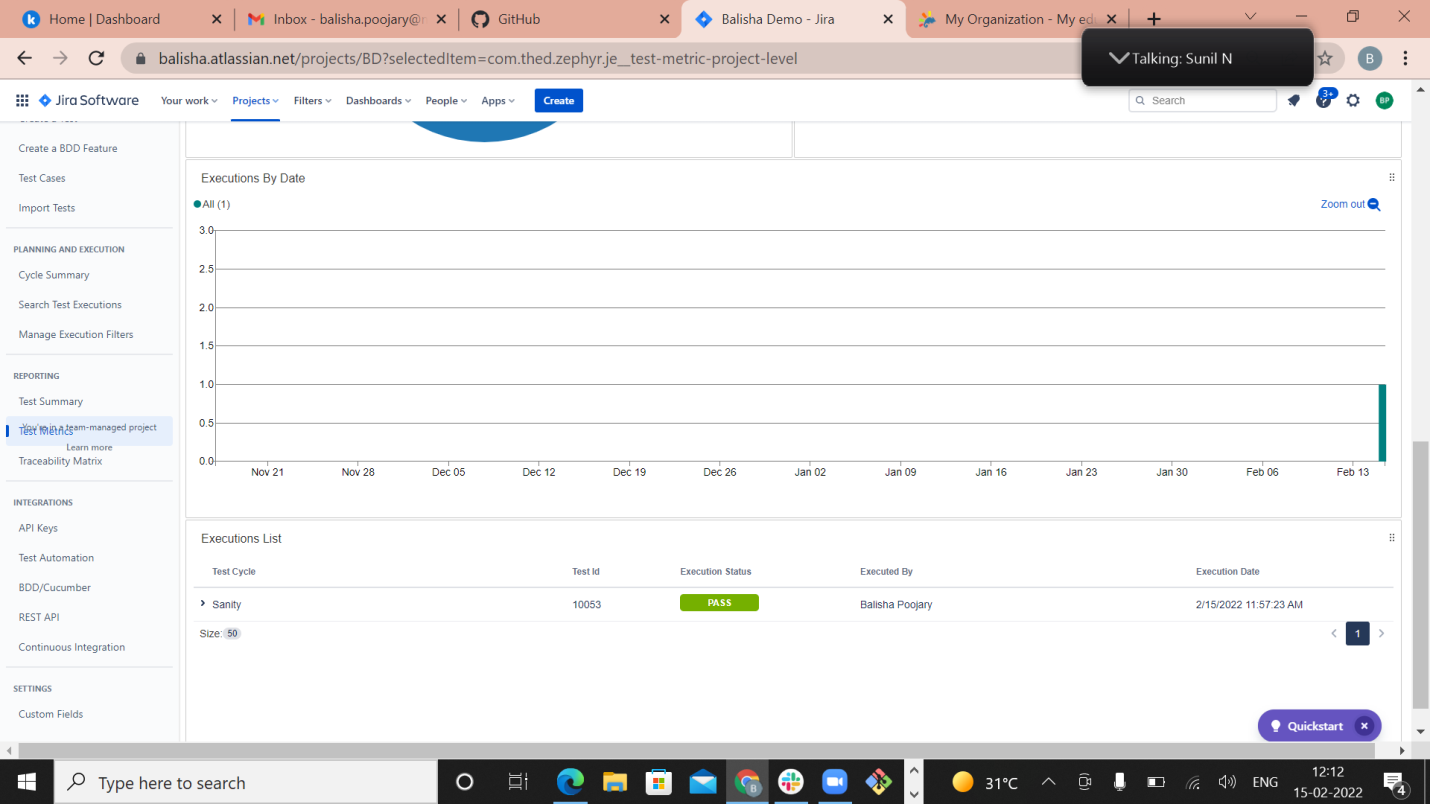 Home | Dashboard
Inbox - balisha.poojary@
GitHub
Balisha Demo - Jira
My Organization - My
balisha.atlassian.net/projects/BD?selectedItem=com.thed.zephyr.je__test-metric-project-level
Talking: Sunil N
B
Jira Software
Your work
Projects
Filters
Dashboards
People
Apps
Create
Search
3+
BP
Create a BDD Feature
Test Cases
Import Tests
PLANNING AND EXECUTION
Cycle Summary
Search Test Executions
Manage Execution Filters
REPORTING
Test Summary
Test Metrics
You're in a team-managed project
Learn more
Traceability Matrix
INTEGRATIONS
API Keys
Test Automation
BDD/Cucumber
REST API
Continuous Integration
SETTINGS
Custom Fields
Executions By Date
All (1)
Zoom out
3.0
2.5
2.0
1.5
1.0
0.5
0.0
Nov 21 Nov 28 Dec 05 Dec 12 Dec 19 Dec 26 Jan 02 Jan 09 Jan 16 Jan 23 Jan 30 Feb 06 Feb 13
Executions List
Test Cycle Test Id Execution Status Executed By Execution Date
Sanity 10053 PASS Balisha Poojary 2/15/2022 11:57:23 AM
Size: 50
1
Quickstart
Type here to search
B
31°C
ENG
12:12
15-02-2022
4